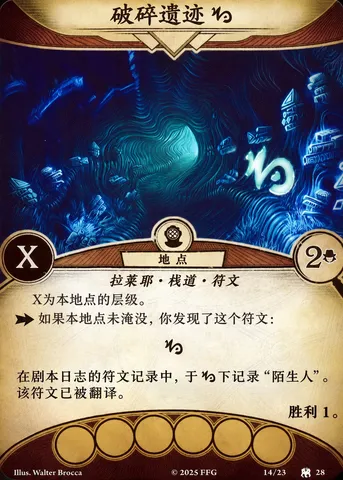 破碎遗迹
X
地点
2
拉莱耶·栈道·符文
X为本地点的层级。
如果本地点未淹没，你发现了这个符文：
在剧本日志的符文记录中，于 下记录“陌生人”。
该符文已被翻译。
胜利 1。
Illus. Walter Brocca © 2025 FFG 14/23 28